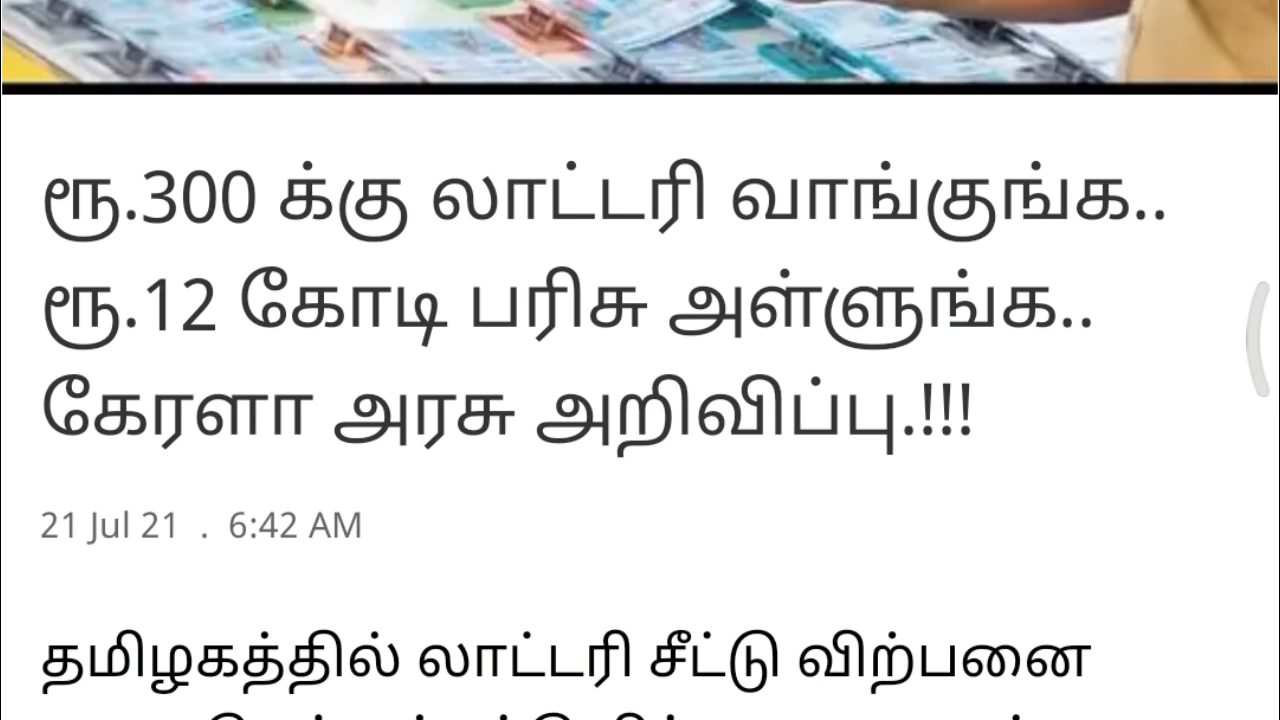 ரூ.300 க்கு லாட்டரி வாங்குங்க..
ரூ.12 கோடி பரிசு அள்ளுங்க..
கேரளா அரசு அறிவிப்பு.!!!
21 Jul 21 . 6:42 AM
தமிழகத்தில் லாட்டரி சீட்டு விற்பனை